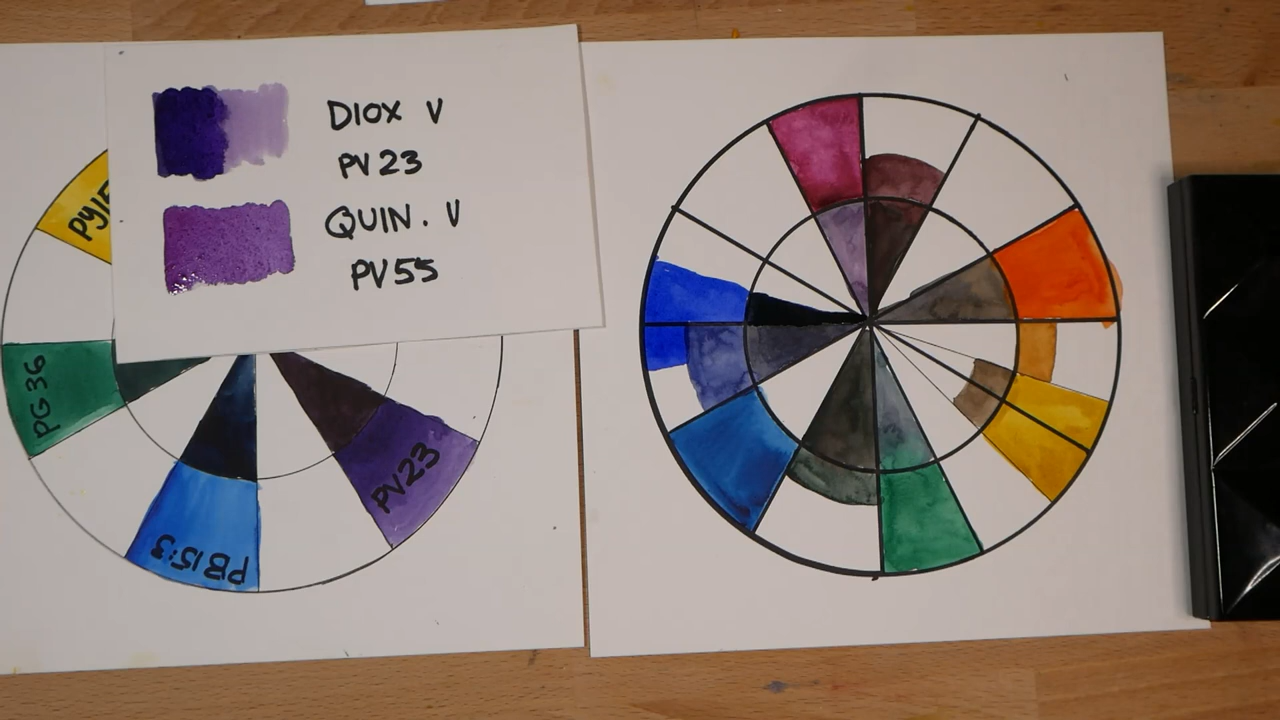 DIOX V
PV23
QUIN. V
PV55
PG36
PB15:3
PV23